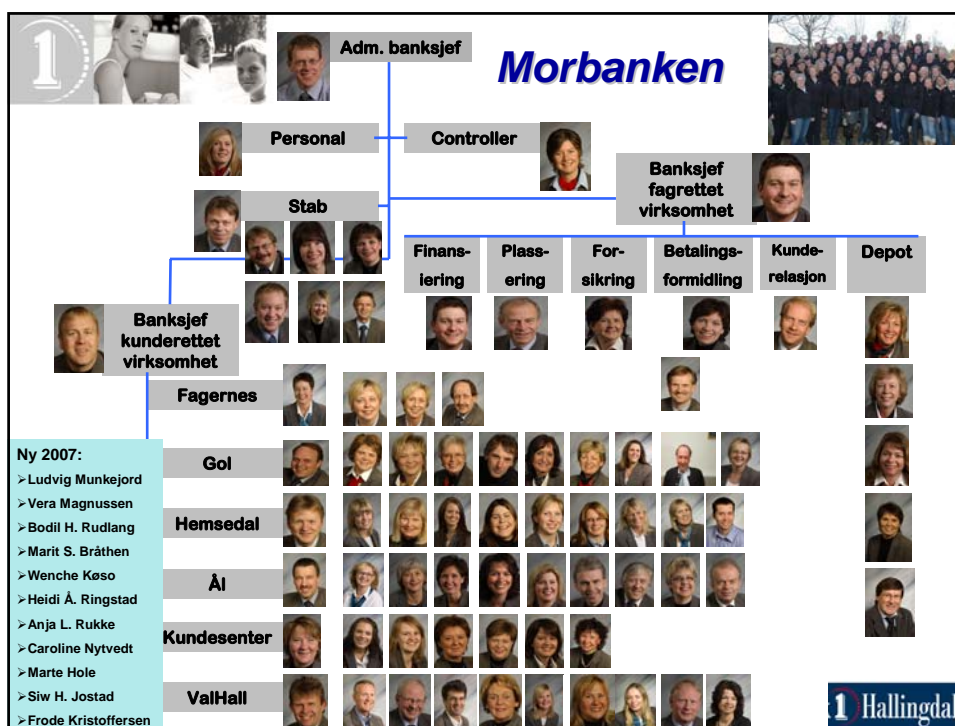 1
Adm. banksjef
Morbanken
Personal
Controller
Banksjef
fagrettet
virksomhet
Stab
Finans-
iering
Plass-
ering
For-
sikring
Betalings-
formidling
Kunde-
relasjon
Depot
Banksjef
kunderettet
virksomhet
Fagernes
Gol
Hemsedal
Ål
Kundesenter
ValHall
Ny 2007:
➢Ludvig Munkejord
➢Vera Magnussen
➢Bodil H. Rudlang
➢Marit S. Bråthen
➢Wenche Køso
➢Heidi Å. Ringstad
➢Anja L. Rukke
➢Caroline Nytvedt
➢Marte Hole
➢Siw H. Jostad
➢Frode Kristoffersen
1 Hallingdal